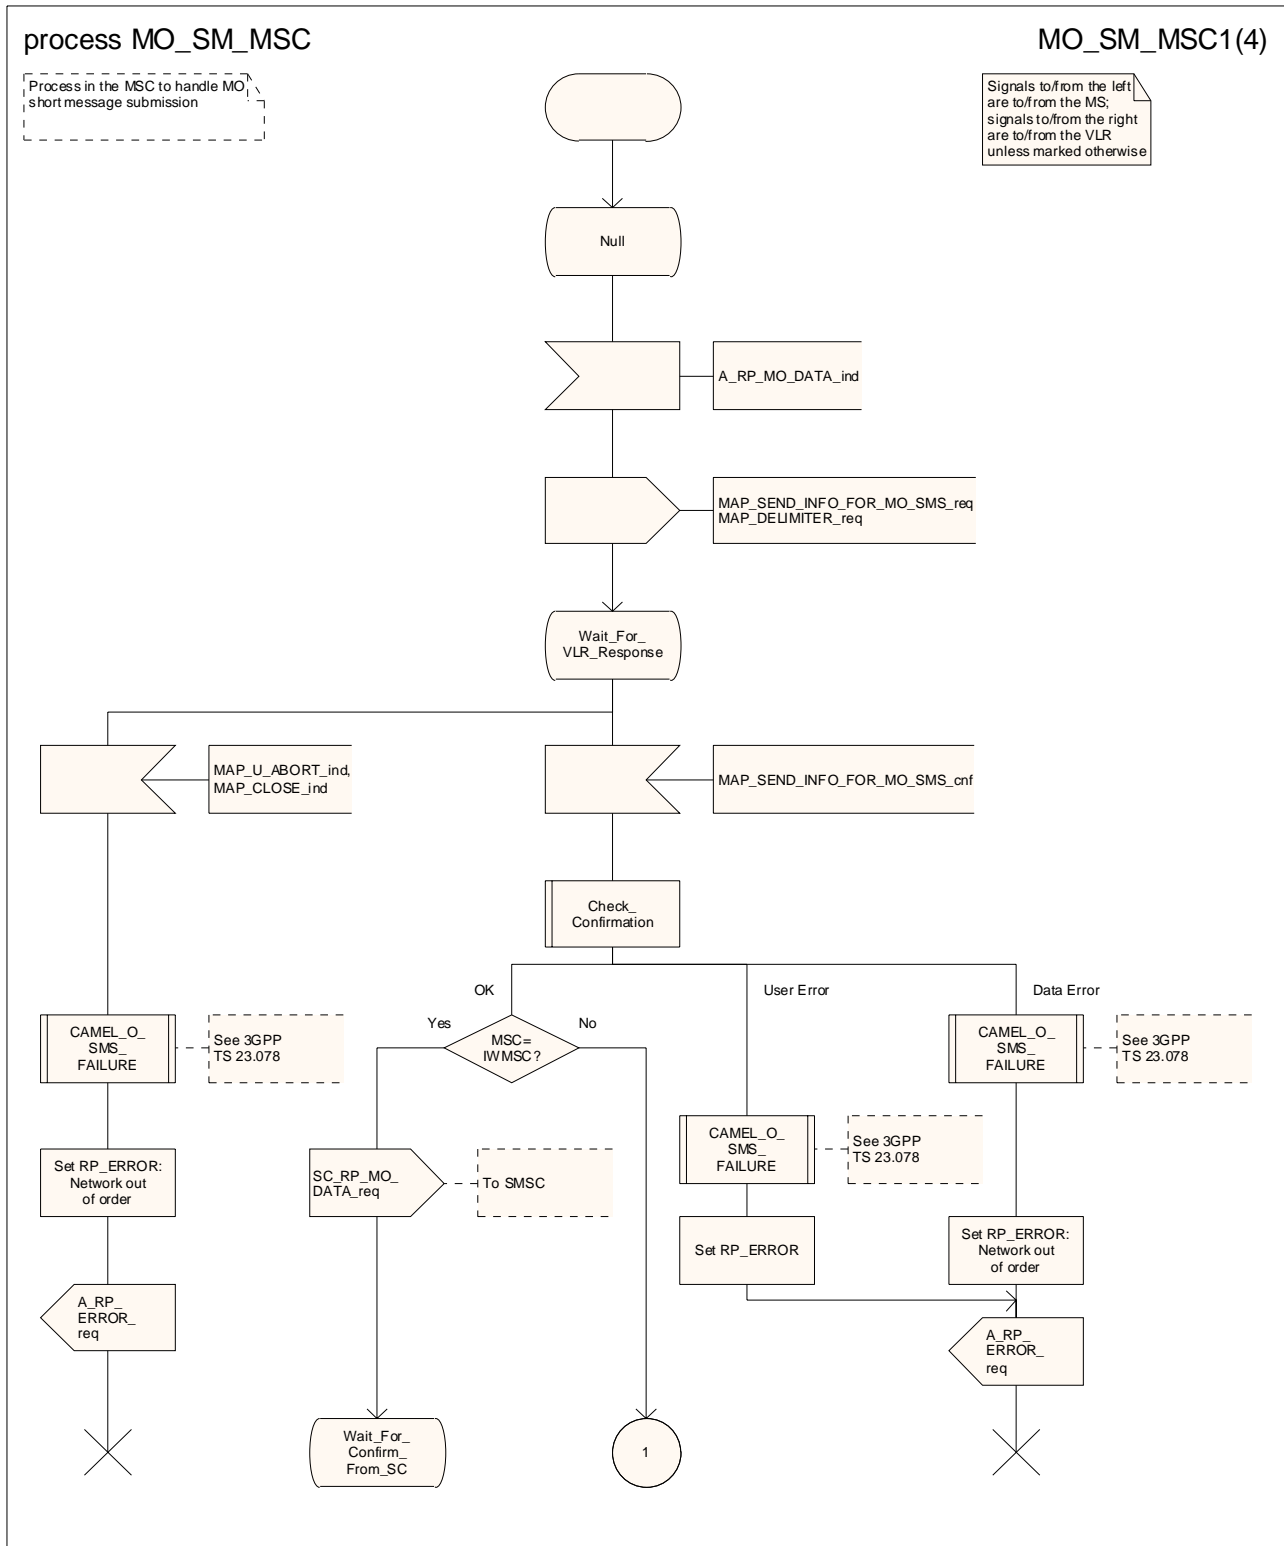 process MO_SM_MSC
MO_SM_MSC1(4)
Process in the MSC to handle MO
short message submission
Signals to/from the left
are to/from the MS;
signals to/from the right
are to/from the VLR
unless marked otherwise
Null
A_RP_MO_DATA_ind
MAP_SEND_INFO_FOR_MO_SMS_req
MAP_DELIMITER_req
Wait_For_
VLR_Response
MAP_U_ABORT_ind,
MAP_CLOSE_ind
MAP_SEND_INFO_FOR_MO_SMS_cnf
Check_
Confirmation
OK
User Error
Data Error
Yes
No
CAMEL_O_
SMS_
FAILURE
See 3GPP
TS 23.078
MSC=
IWMSC?
CAMEL_O_
SMS_
FAILURE
See 3GPP
TS 23.078
CAMEL_O_
SMS_
FAILURE
See 3GPP
TS 23.078
Set RP_ERROR:
Network out
of order
SC_RP_MO_
DATA_req
To SMSC
Set RP_ERROR
Set RP_ERROR:
Network out
of order
A_RP_
ERROR_
req
A_RP_
ERROR_
req
Wait_For_
Confirm_
From_SC
1